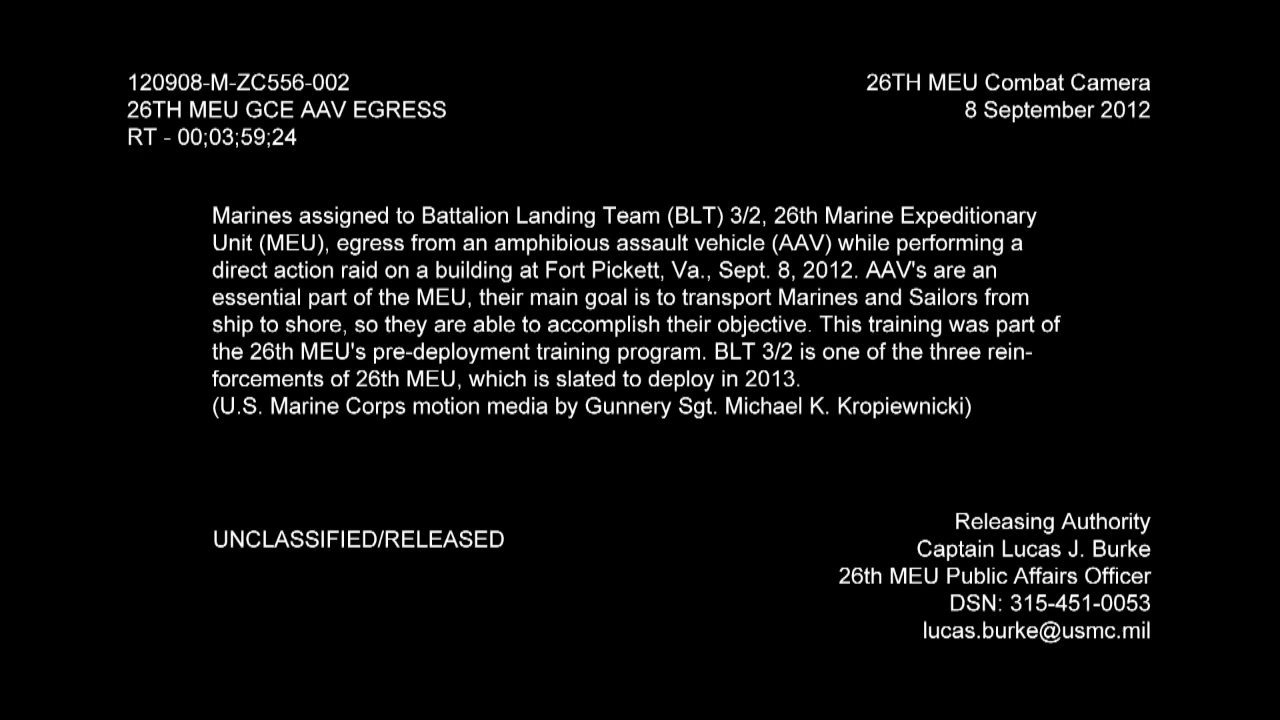 120908-M-ZC556-002
26TH MEU GCE AAV EGRESS
RT - 00;03;59;24
26TH MEU Combat Camera
8 September 2012
Marines assigned to Battalion Landing Team (BLT) 3/2, 26th Marine Expeditionary
Unit (MEU), egress from an amphibious assault vehicle (AAV) while performing a
direct action raid on a building at Fort Pickett, Va., Sept. 8, 2012. AAV's are an
essential part of the MEU, their main goal is to transport Marines and Sailors from
ship to shore, so they are able to accomplish their objective. This training was part of
the 26th MEU's pre-deployment training program. BLT 3/2 is one of the three rein-
forcements of 26th MEU, which is slated to deploy in 2013.
(U.S. Marine Corps motion media by Gunnery Sgt. Michael K. Kropiewnicki)
UNCLASSIFIED/RELEASED
Releasing Authority
Captain Lucas J. Burke
26th MEU Public Affairs Officer
DSN: 315-451-0053
lucas.burke@usmc.mil